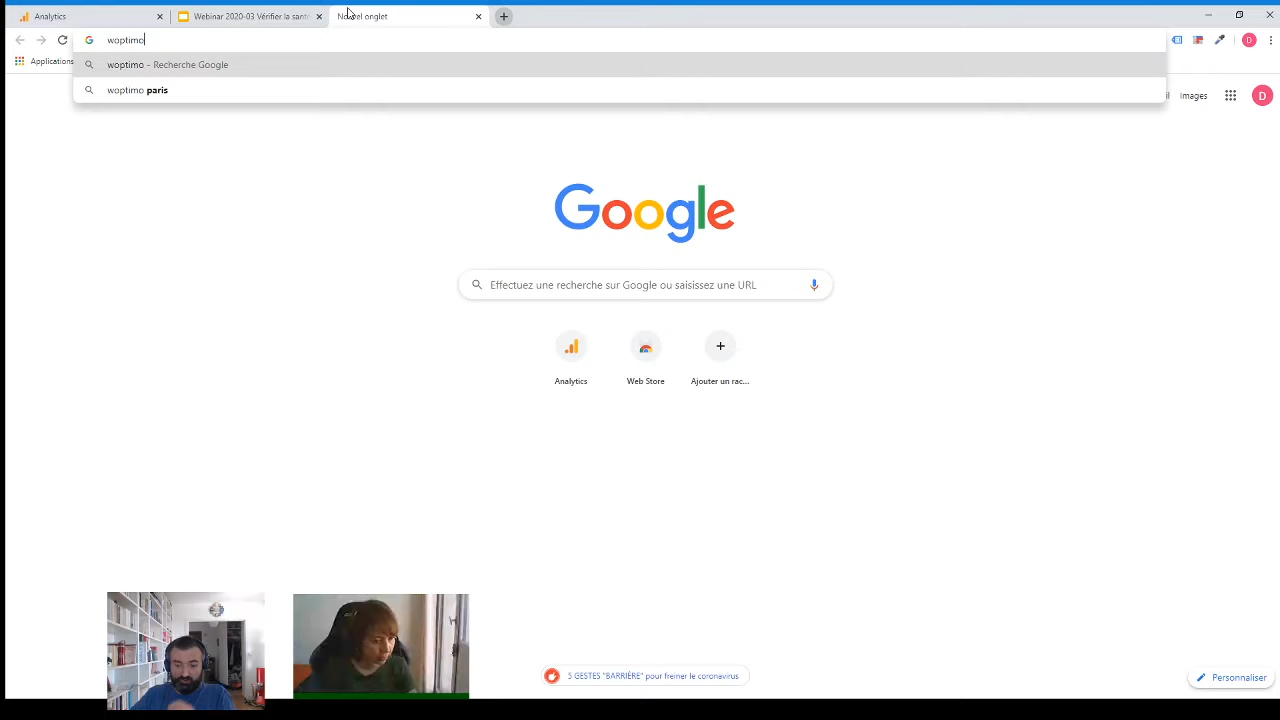 Analytics
Webinar 2020-03 Vérifier la sant
Nouvel onglet
woptimo
Applications
woptimo - Recherche Google
woptimo paris
Images
D
D
Google
Effectuez une recherche sur Google ou saisissez une URL
Analytics
Web Store
Ajouter un rac...
5 GESTES "BARRIÈRE" pour freiner le coronavirus
Personnaliser